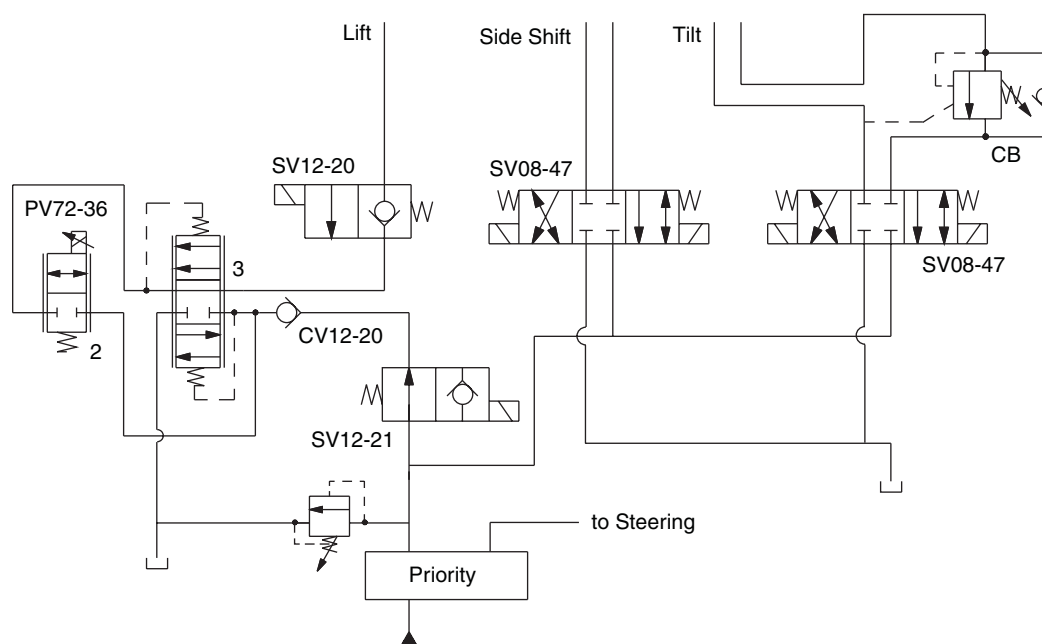 Lift
Side Shift
Tilt
SV12-20
SV08-47
CB
PV72-36
3
SV08-47
CV12-20
2
SV12-21
to Steering
Priority